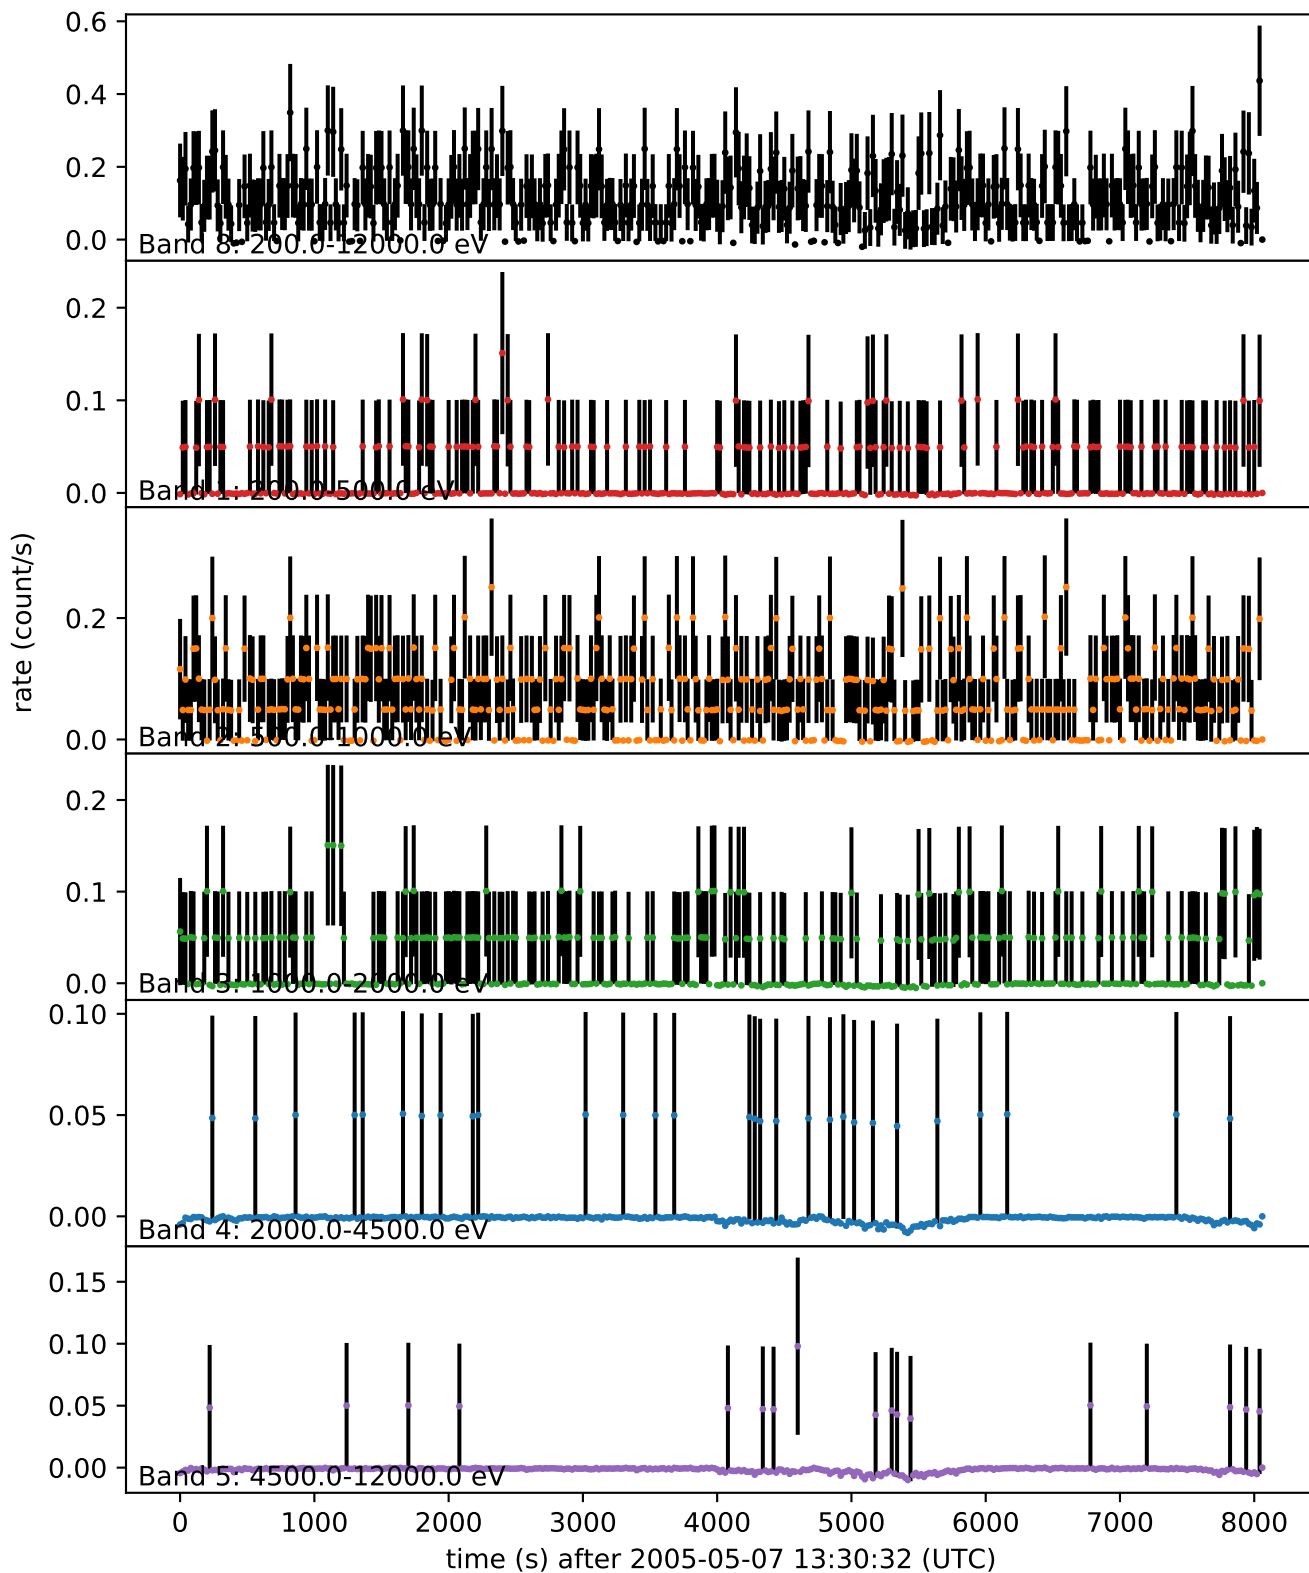 0.6
0.4
0.2
0.0
Band 8: 200.0-12000.0 eV
0.2
0.1
0.0
Band 1: 200.0-500.0 eV
rate (count/s)
0.2
0.0
Band 2: 500.0-1000.0 eV
0.2
0.1
0.0
Band 3: 1000.0-2000.0 eV
0.10
0.05
0.00
Band 4: 2000.0-4500.0 eV
0.15
0.10
0.05
0.00
Band 5: 4500.0-12000.0 eV
0 1000 2000 3000 4000 5000 6000 7000 8000
time (s) after 2005-05-07 13:30:32 (UTC)